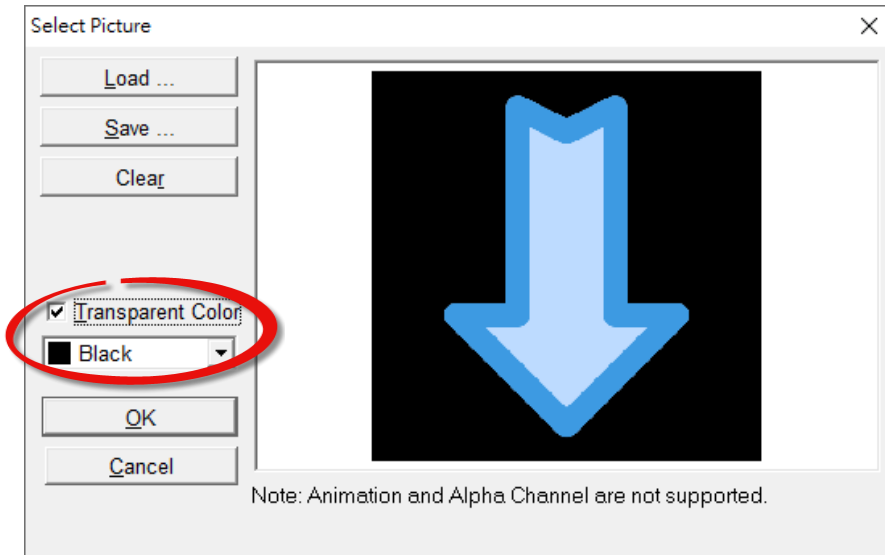 Select Picture
Load ...
Save ...
Clear
Transparent Color
Black
OK
Cancel
Note: Animation and Alpha Channel are not supported.